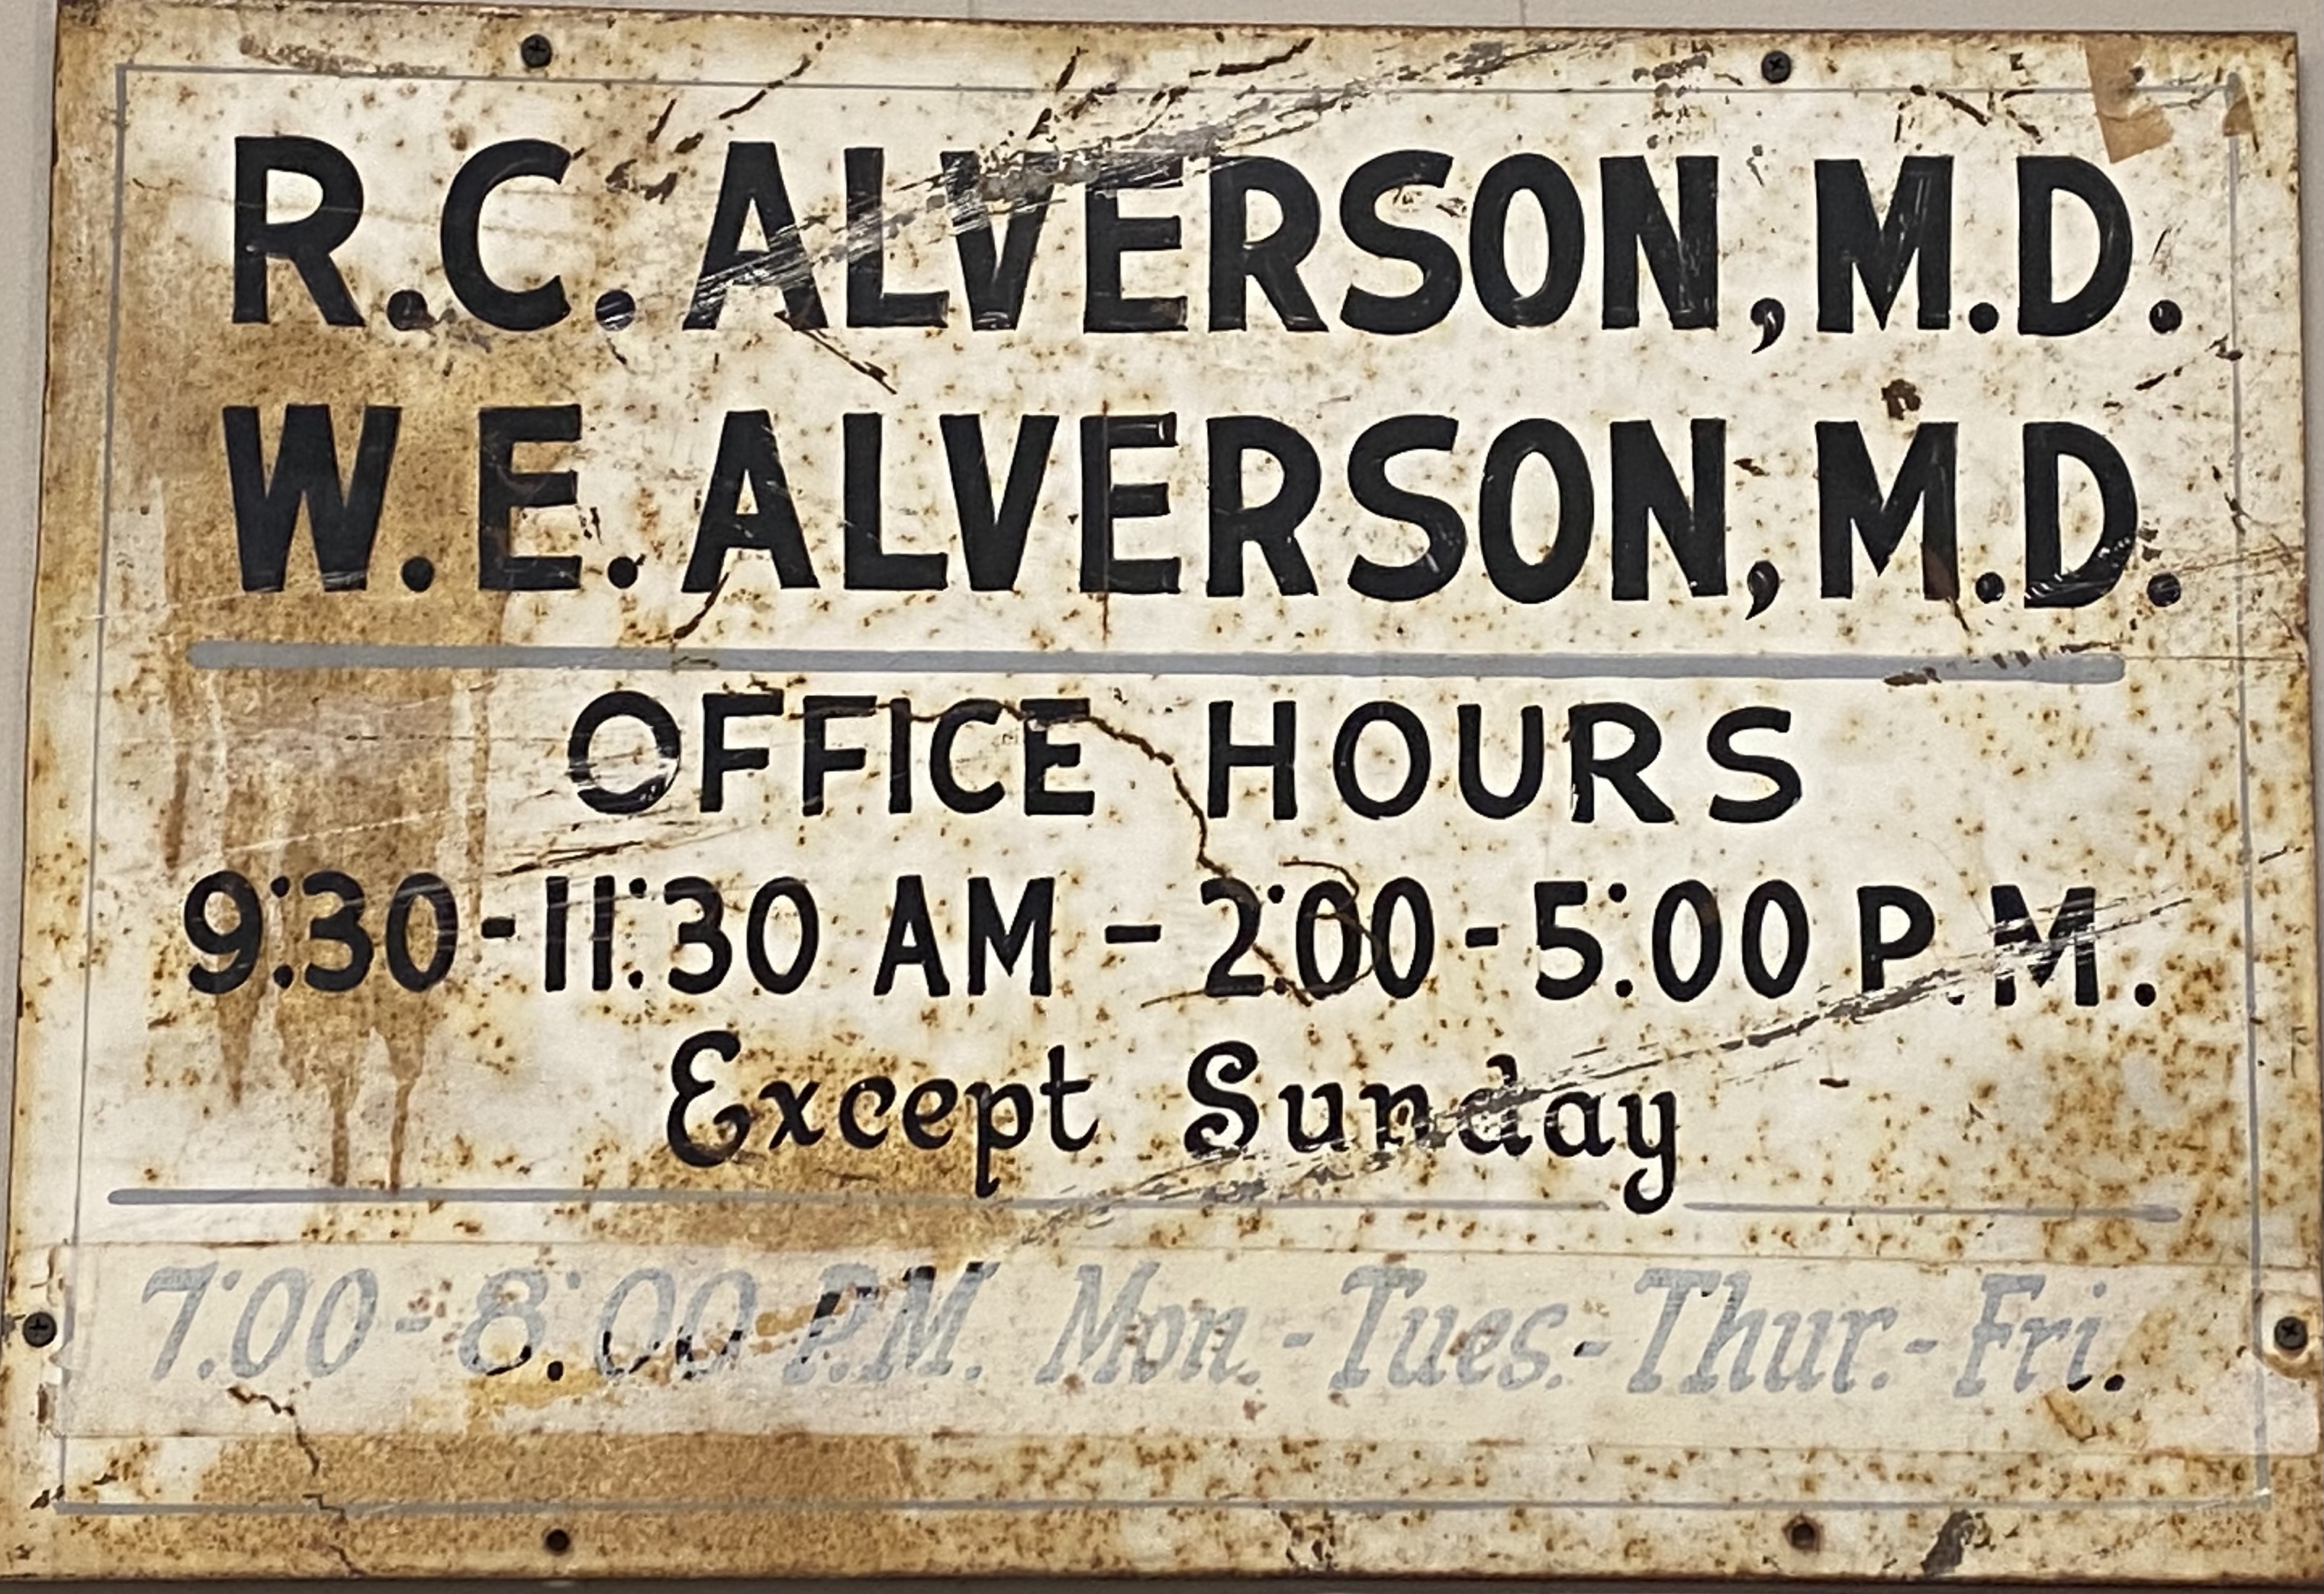 R.C. ALVERSON, M.D.
W.E. ALVERSON, M.D.
OFFICE HOURS
9:30-11:30 AM - 2:00-5:00 P.M.
Except Sunday
7:00-8:00 P.M. Mon.-Tues.-Thur.-Fri.